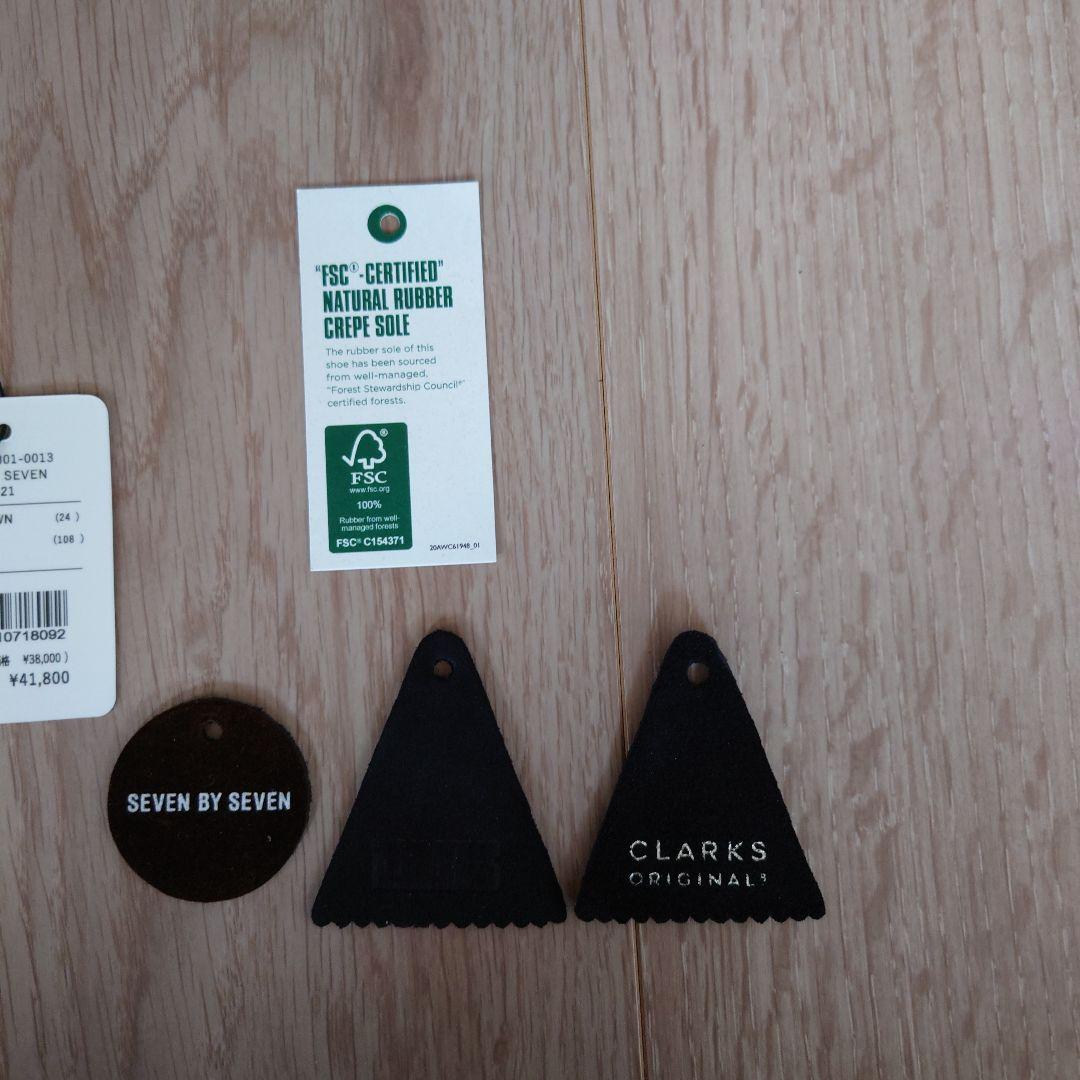 "FSC®-CERTIFIED"
NATURAL RUBBER
CREPE SOLE
The rubber sole of this
shoe has been sourced
from well-managed,
"Forest Stewardship Council®"
certified forests.
FSC
www.fsc.org
100%
Rubber from well-
managed forests
FSC® C154371
20AWC61948_01
301-0013
SEVEN
21
WN (24)
(108)
10718092
格 ¥38,000)
¥41,800
SEVEN BY SEVEN
CLARKS
ORIGINALS